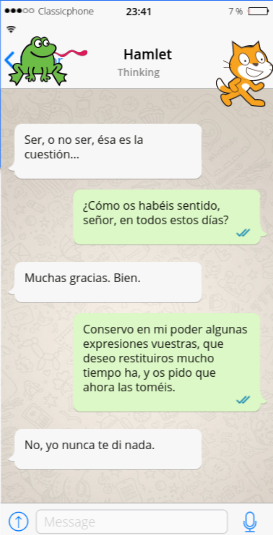 Classicphone 23:41 7%
Hamlet
Thinking
Ser, o no ser, ésa es la
cuestión...
¿Cómo os habéis sentido,
señor, en todos estos días?
Muchas gracias. Bien.
Conservo en mi poder algunas
expresiones vuestras, que
deseo restituiros mucho
tiempo ha, y os pido que
ahora las toméis.
No, yo nunca te di nada.
Message